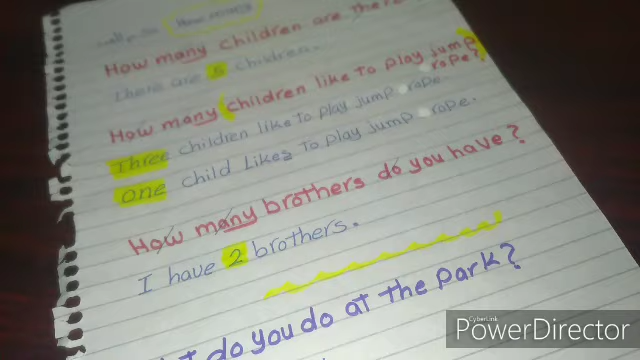 How many
How many children are there
There are 5 children.
How many children like to play jump rope?
Three children like to play jump rope.
one child likes to play jump rope.
How many brothers do you have?
I have 2 brothers.
do you do at the park?
CyberLink
PowerDirector